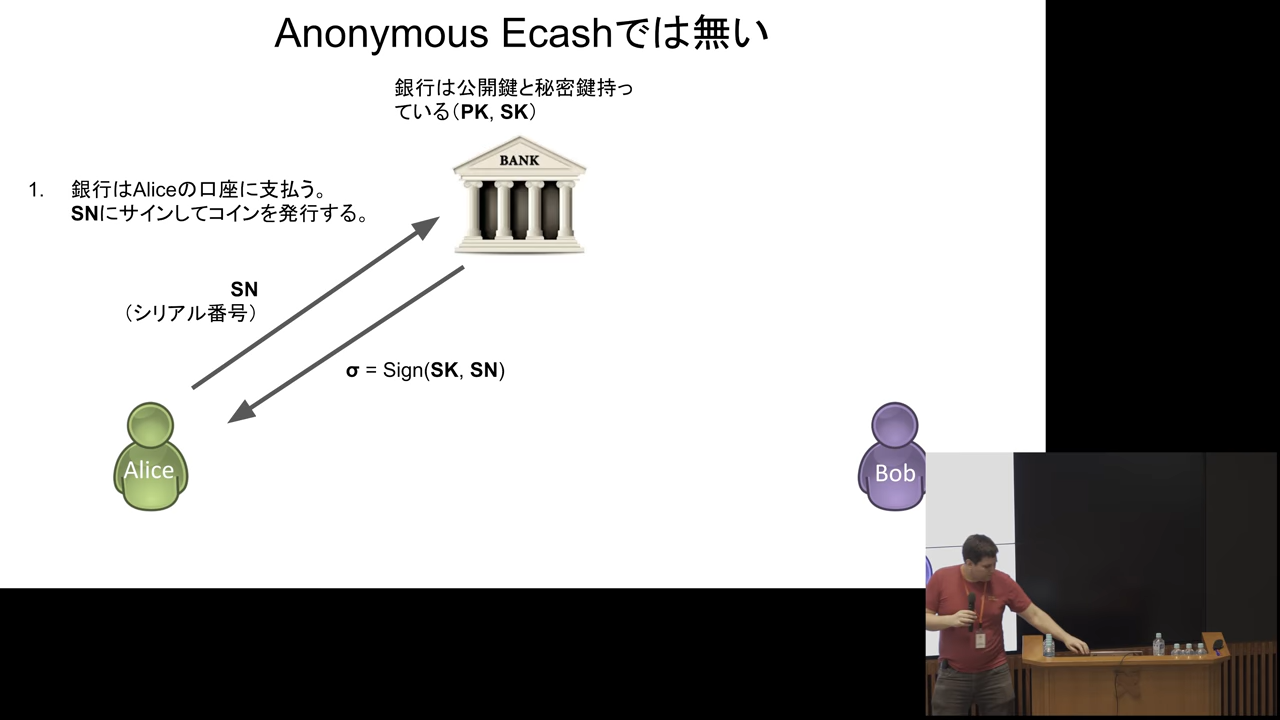 Anonymous Ecashでは無い
銀行は公開鍵と秘密鍵持っ
ている（PK, SK）
BANK
1. 銀行はAliceの口座に支払う。
SNにサインしてコインを発行する。
SN
（シリアル番号）
σ = Sign(SK, SN)
Alice
Bob